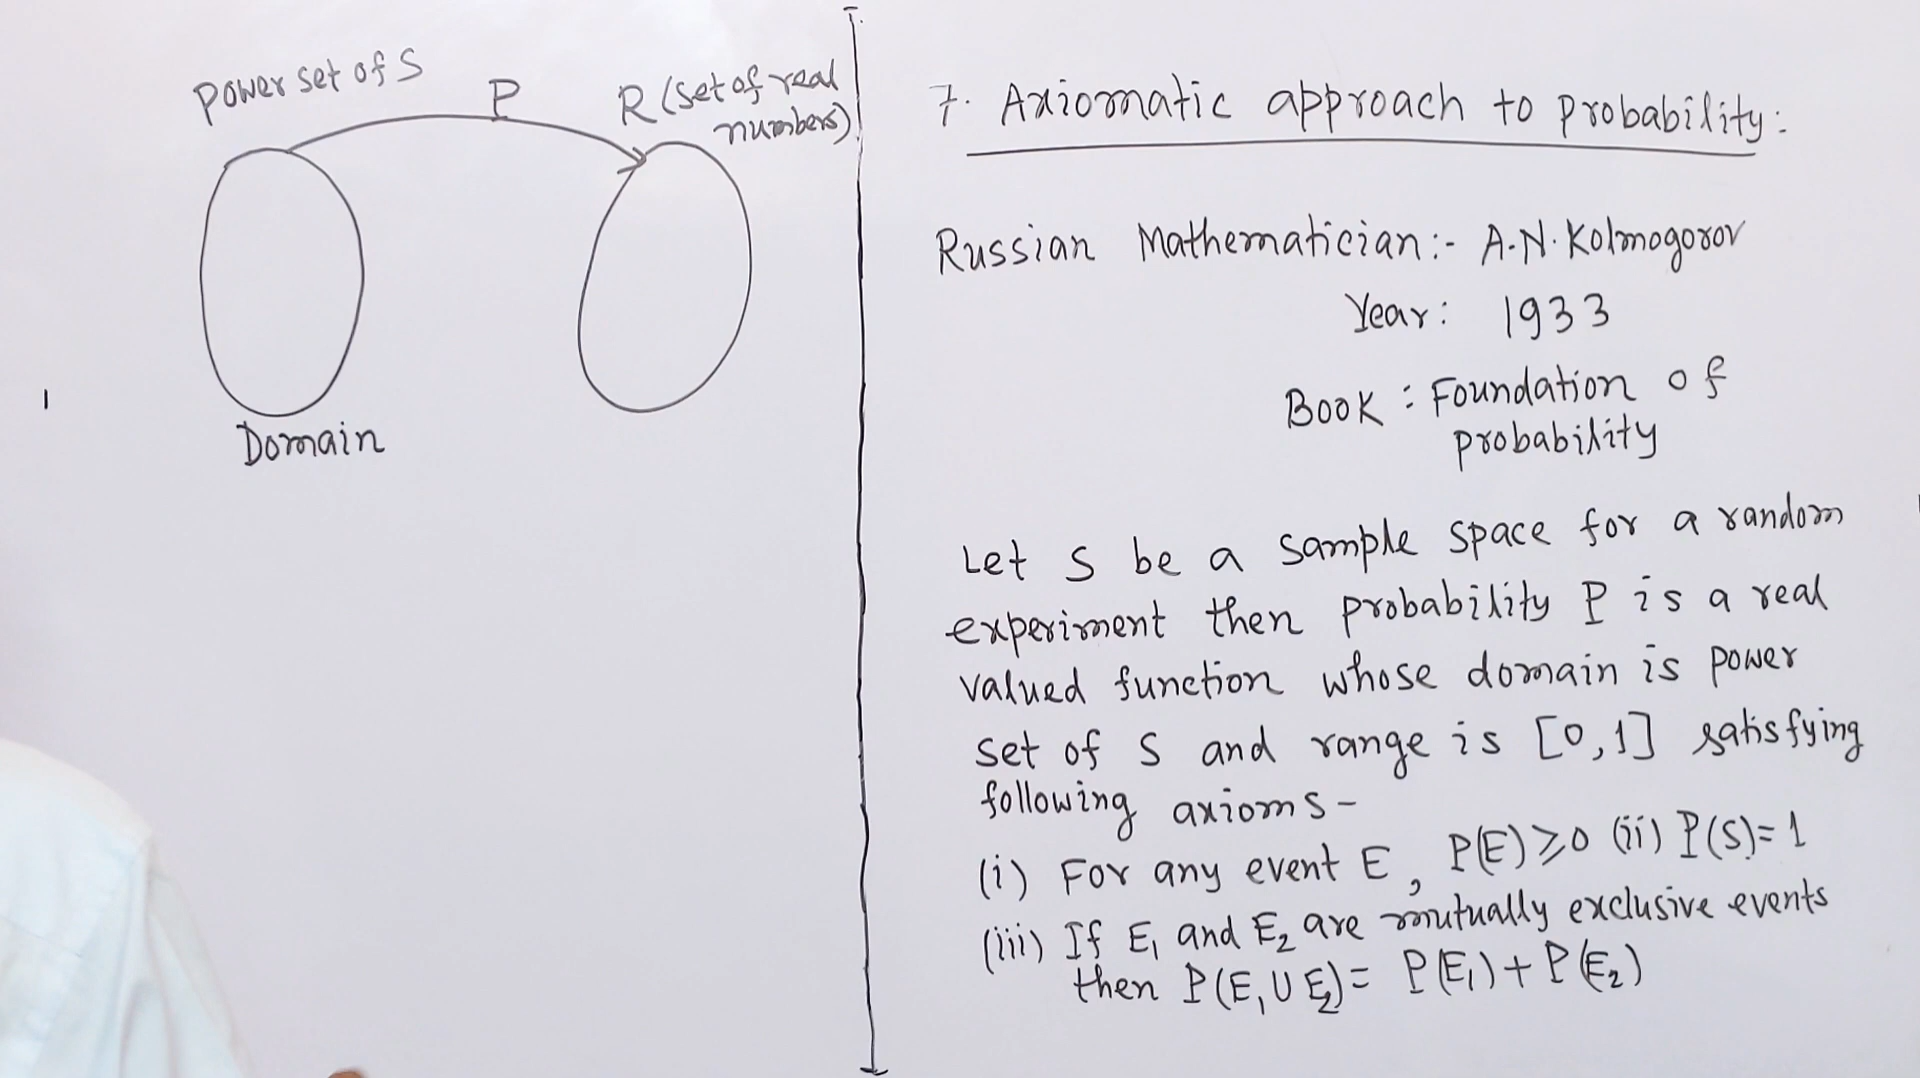 Power set of S
P
R (set of real
numbers)
Domain
7. Axiomatic approach to probability:
Russian Mathematician:- A.N. Kolmogorov
Year: 1933
Book: Foundation of
probability
Let S be a sample space for a random
experiment then probability P is a real
valued function whose domain is power
set of S and range is [0,1] satisfying
following axioms-
(i) For any event E, P(E)≥0 (ii) P(S)=1
(iii) If E₁ and E₂ are mutually exclusive events
then P(E₁∪E₂)= P(E₁)+P(E₂)